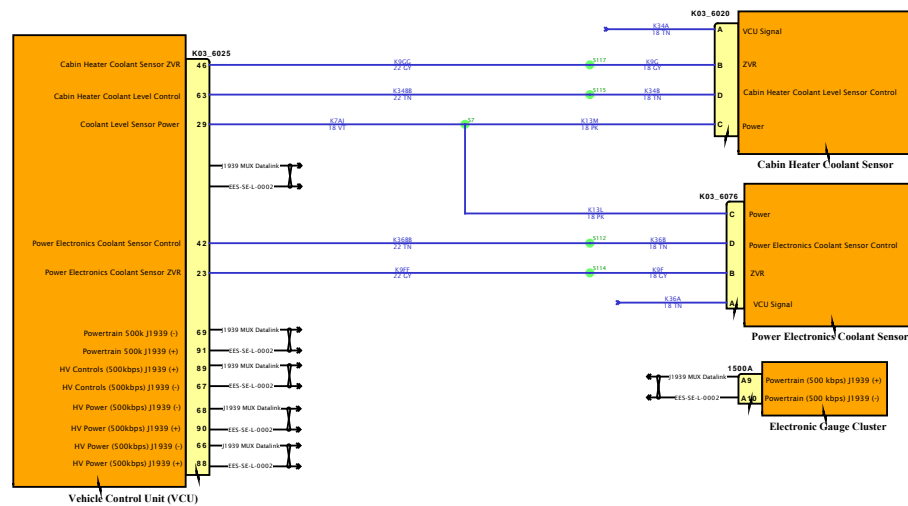 K03_6020
K34A
18 TN
A
VCU Signal
K03_6025
Cabin Heater Coolant Sensor ZVR
46
K9GG
22 GY
S117
K9G
18 GY
B
ZVR
Cabin Heater Coolant Level Control
63
K34BB
22 TN
S115
K34B
18 TN
D
Cabin Heater Coolant Level Sensor Control
Coolant Level Sensor Power
29
K7AJ
18 VT
S7
K13M
18 PK
C
Power
Cabin Heater Coolant Sensor
J1939 MUX Datalink
EES-SE-L-0002
K03_6076
K13L
18 PK
C
Power
Power Electronics Coolant Sensor Control
42
K36BB
22 TN
S112
K36B
18 TN
D
Power Electronics Coolant Sensor Control
Power Electronics Coolant Sensor ZVR
23
K9FF
22 GY
S114
K9F
18 GY
B
ZVR
K36A
18 TN
A
VCU Signal
Power Electronics Coolant Sensor
Powertrain 500k J1939 (-)
69
J1939 MUX Datalink
Powertrain 500k J1939 (+)
91
EES-SE-L-0002
HV Controls (500kbps) J1939 (+)
89
J1939 MUX Datalink
HV Controls (500kbps) J1939 (-)
67
EES-SE-L-0002
HV Power (500kbps) J1939 (-)
68
J1939 MUX Datalink
HV Power (500kbps) J1939 (+)
90
EES-SE-L-0002
HV Power (500kbps) J1939 (-)
66
J1939 MUX Datalink
HV Power (500kbps) J1939 (+)
88
EES-SE-L-0002
Vehicle Control Unit (VCU)
1500A
J1939 MUX Datalink
A9
Powertrain (500 kbps) J1939 (+)
EES-SE-L-0002
A10
Powertrain (500 kbps) J1939 (-)
Electronic Gauge Cluster